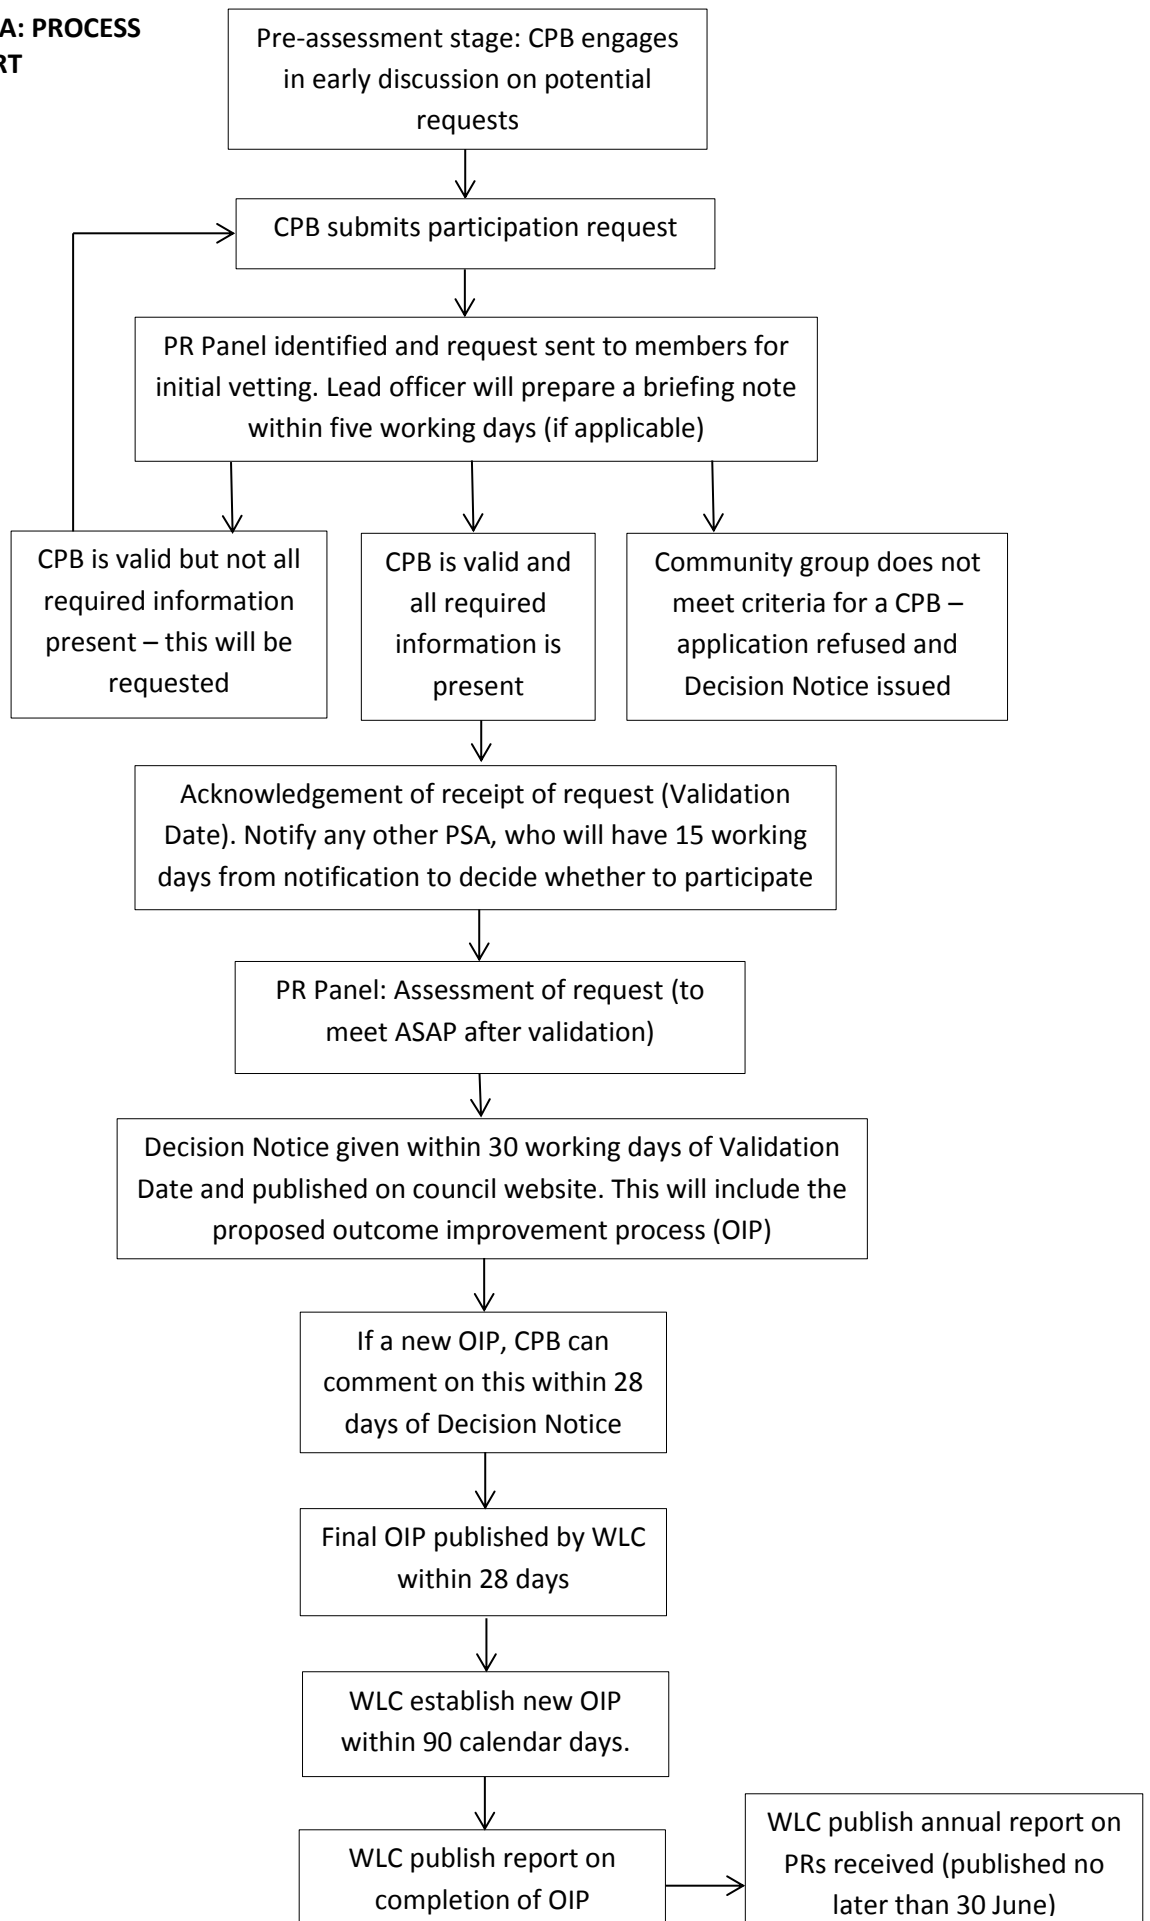 A: PROCESS
RT
Pre-assessment stage: CPB engages
in early discussion on potential
requests
CPB submits participation request
PR Panel identified and request sent to members for
initial vetting. Lead officer will prepare a briefing note
within five working days (if applicable)
CPB is valid but not all
required information
present – this will be
requested
CPB is valid and
all required
information is
present
Community group does not
meet criteria for a CPB –
application refused and
Decision Notice issued
Acknowledgement of receipt of request (Validation
Date). Notify any other PSA, who will have 15 working
days from notification to decide whether to participate
PR Panel: Assessment of request (to
meet ASAP after validation)
Decision Notice given within 30 working days of Validation
Date and published on council website. This will include the
proposed outcome improvement process (OIP)
If a new OIP, CPB can
comment on this within 28
days of Decision Notice
Final OIP published by WLC
within 28 days
WLC establish new OIP
within 90 calendar days.
WLC publish report on
completion of OIP
WLC publish annual report on
PRs received (published no
later than 30 June)